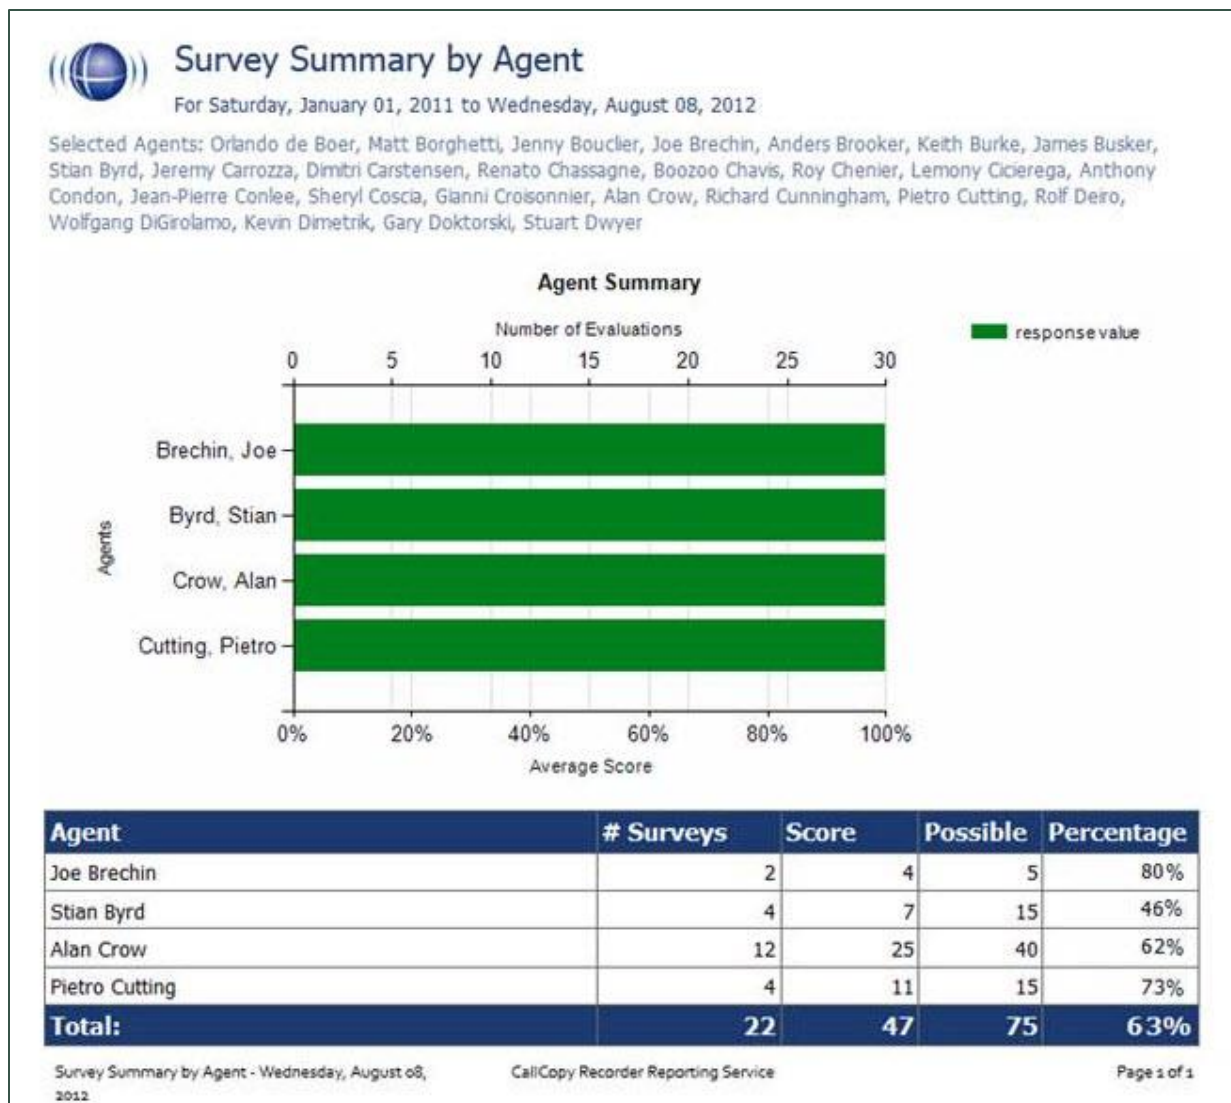 Survey Summary by Agent
For Saturday, January 01, 2011 to Wednesday, August 08, 2012
Selected Agents: Orlando de Boer, Matt Borghetti, Jenny Bouclier, Joe Brechin, Anders Brooker, Keith Burke, James Busker,
Stian Byrd, Jeremy Carrozza, Dimitri Carstensen, Renato Chassagne, Boozoo Chavis, Roy Chenier, Lemony Cicierega, Anthony
Condon, Jean-Pierre Conlee, Sheryl Coscia, Gianni Croisonnier, Alan Crow, Richard Cunningham, Pietro Cutting, Rolf Deiro,
Wolfgang DiGirolamo, Kevin Dimetrik, Gary Doktorski, Stuart Dwyer
Agent Summary
Number of Evaluations
response value
0 5 10 15 20 25 30
Brechin, Joe
Byrd, Stian
Agents
Crow, Alan
Cutting, Pietro
0% 20% 40% 60% 80% 100%
Average Score
Agent # Surveys Score Possible Percentage
Joe Brechin 2 4 5 80%
Stian Byrd 4 7 15 46%
Alan Crow 12 25 40 62%
Pietro Cutting 4 11 15 73%
Total: 22 47 75 63%
Survey Summary by Agent - Wednesday, August 08, CallCopy Recorder Reporting Service Page 1 of 1
2012